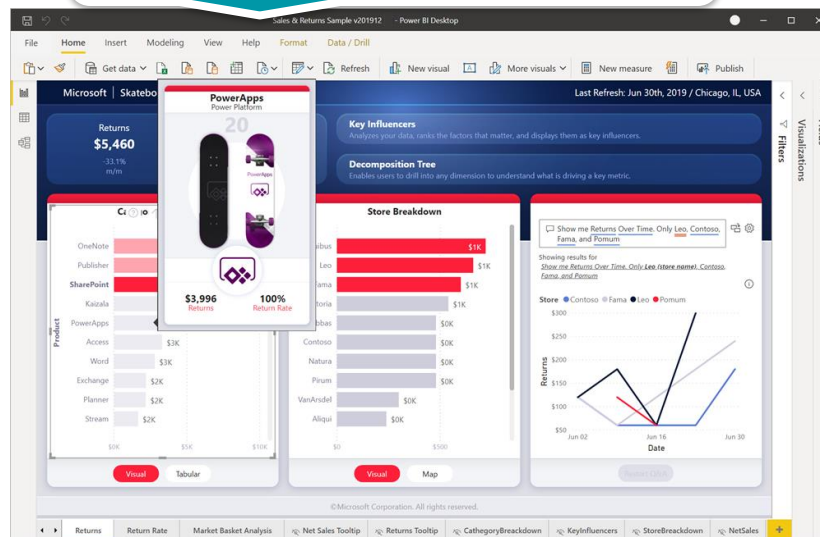 Sales & Returns Sample v201912 - Power BI Desktop
File Home Insert Modeling View Help Format Data / Drill
Get data Refresh New visual More visuals New measure Publish
Microsoft | Skatebo
Last Refresh: Jun 30th, 2019 / Chicago, IL, USA
Returns
$5,460
-33.1%
m/m
Key Influencers
Analyzes your data, ranks the factors that matter, and displays them as key influencers.
Decomposition Tree
Enables users to drill into any dimension to understand what is driving a key metric.
PowerApps
Power Platform
20
PowerApps
$3,996
Returns
100%
Return Rate
Filters
Visualizations
Product
OneNote
Publisher
SharePoint
Kaizala
PowerApps
Access $3K
Word $3K
Exchange $2K
Planner $2K
Stream $2K
$0K $5K $10K
Visual Tabular
Store Breakdown
$1K
Leo $1K
$1K
$1K
$0K
Contoso $0K
Natura $0K
Pirum $0K
VanArsdel $0K
Aliqui $0K
$0 $500
Visual Map
Show me Returns Over Time. Only Leo, Contoso,
Fama, and Pomum
Showing results for
Show me Returns Over Time. Only Leo (store name), Contoso,
Fama, and Pomum
Store Contoso Fama Leo Pomum
Returns
$300
$250
$200
$150
$100
$50
Jun 02 Jun 16 Jun 30
Date
©Microsoft Corporation. All rights reserved.
Returns Return Rate Market Basket Analysis Net Sales Tooltip Returns Tooltip CathegoryBreackdown KeyInfluencers StoreBreackdown NetSales +